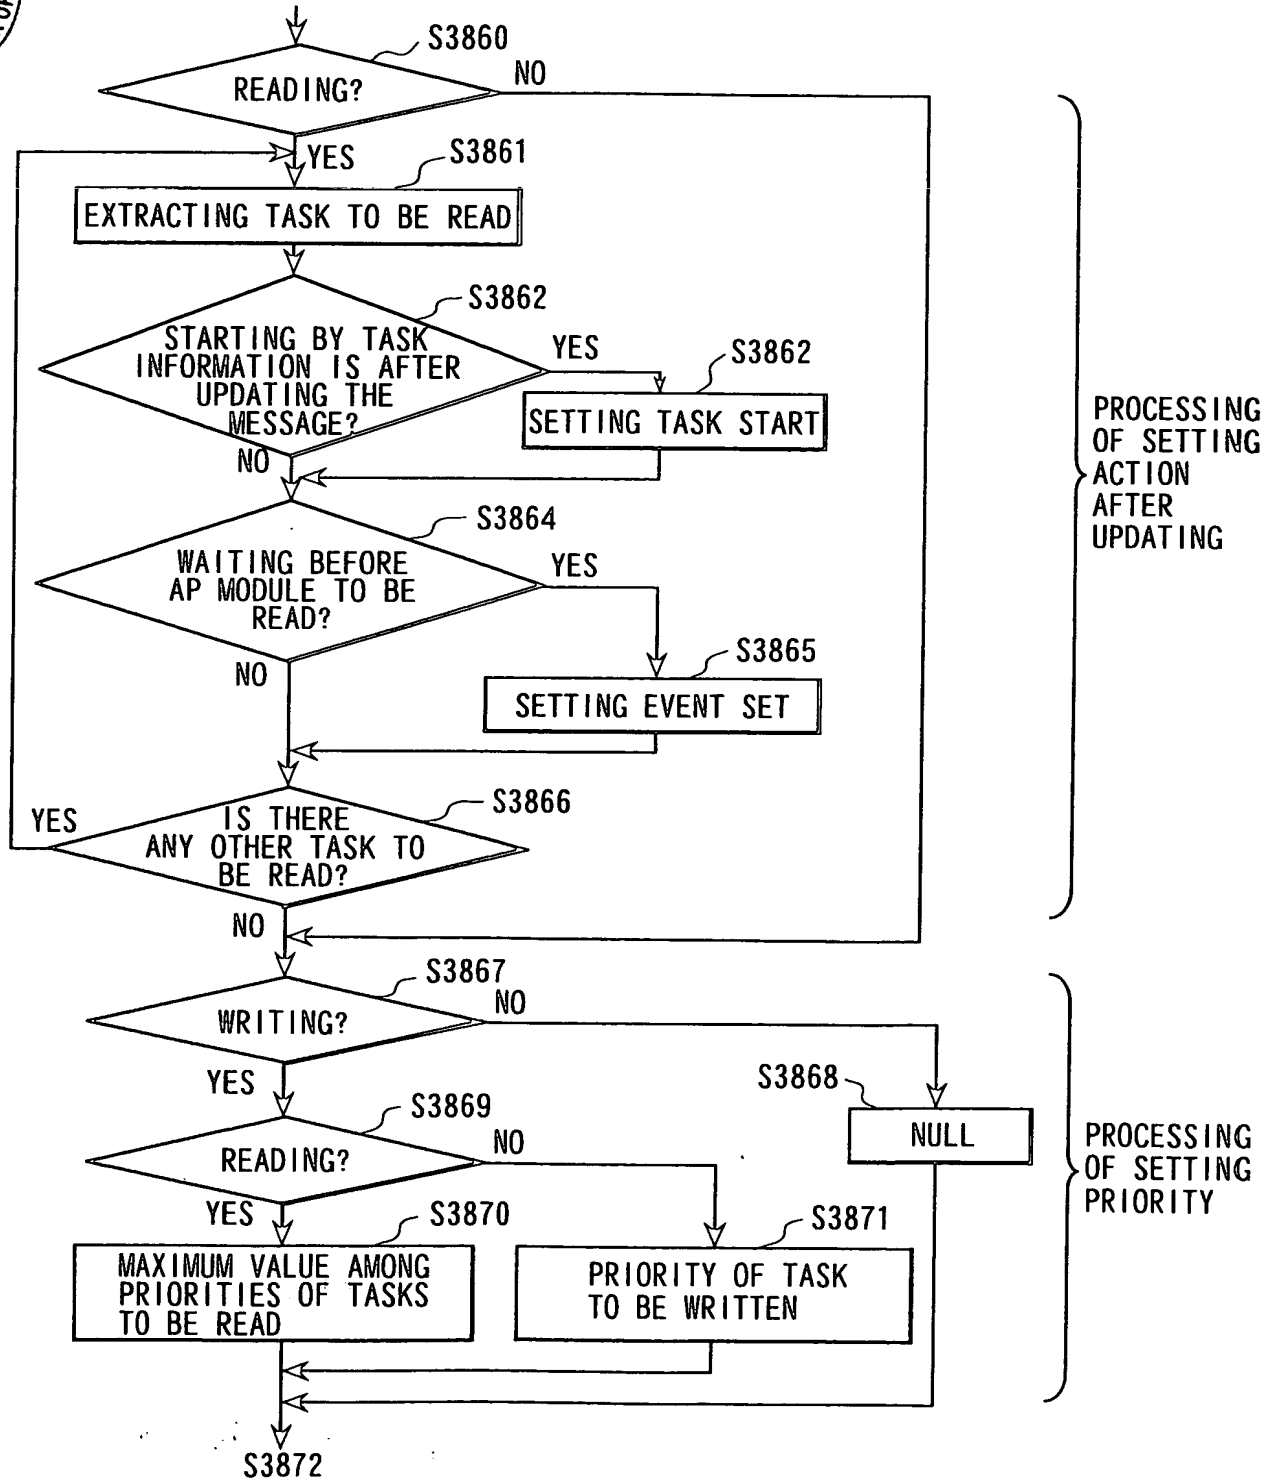 S3860
READING?
NO
YES
S3861
EXTRACTING TASK TO BE READ
S3862
STARTING BY TASK
INFORMATION IS AFTER
UPDATING THE
MESSAGE?
YES
S3862
SETTING TASK START
NO
S3864
WAITING BEFORE
AP MODULE TO BE
READ?
YES
NO
S3865
SETTING EVENT SET
PROCESSING
OF SETTING
ACTION
AFTER
UPDATING
YES
S3866
IS THERE
ANY OTHER TASK TO
BE READ?
NO
S3867
WRITING?
NO
YES
S3868
NULL
S3869
READING?
NO
YES
S3870
MAXIMUM VALUE AMONG
PRIORITIES OF TASKS
TO BE READ
S3871
PRIORITY OF TASK
TO BE WRITTEN
PROCESSING
OF SETTING
PRIORITY
S3872